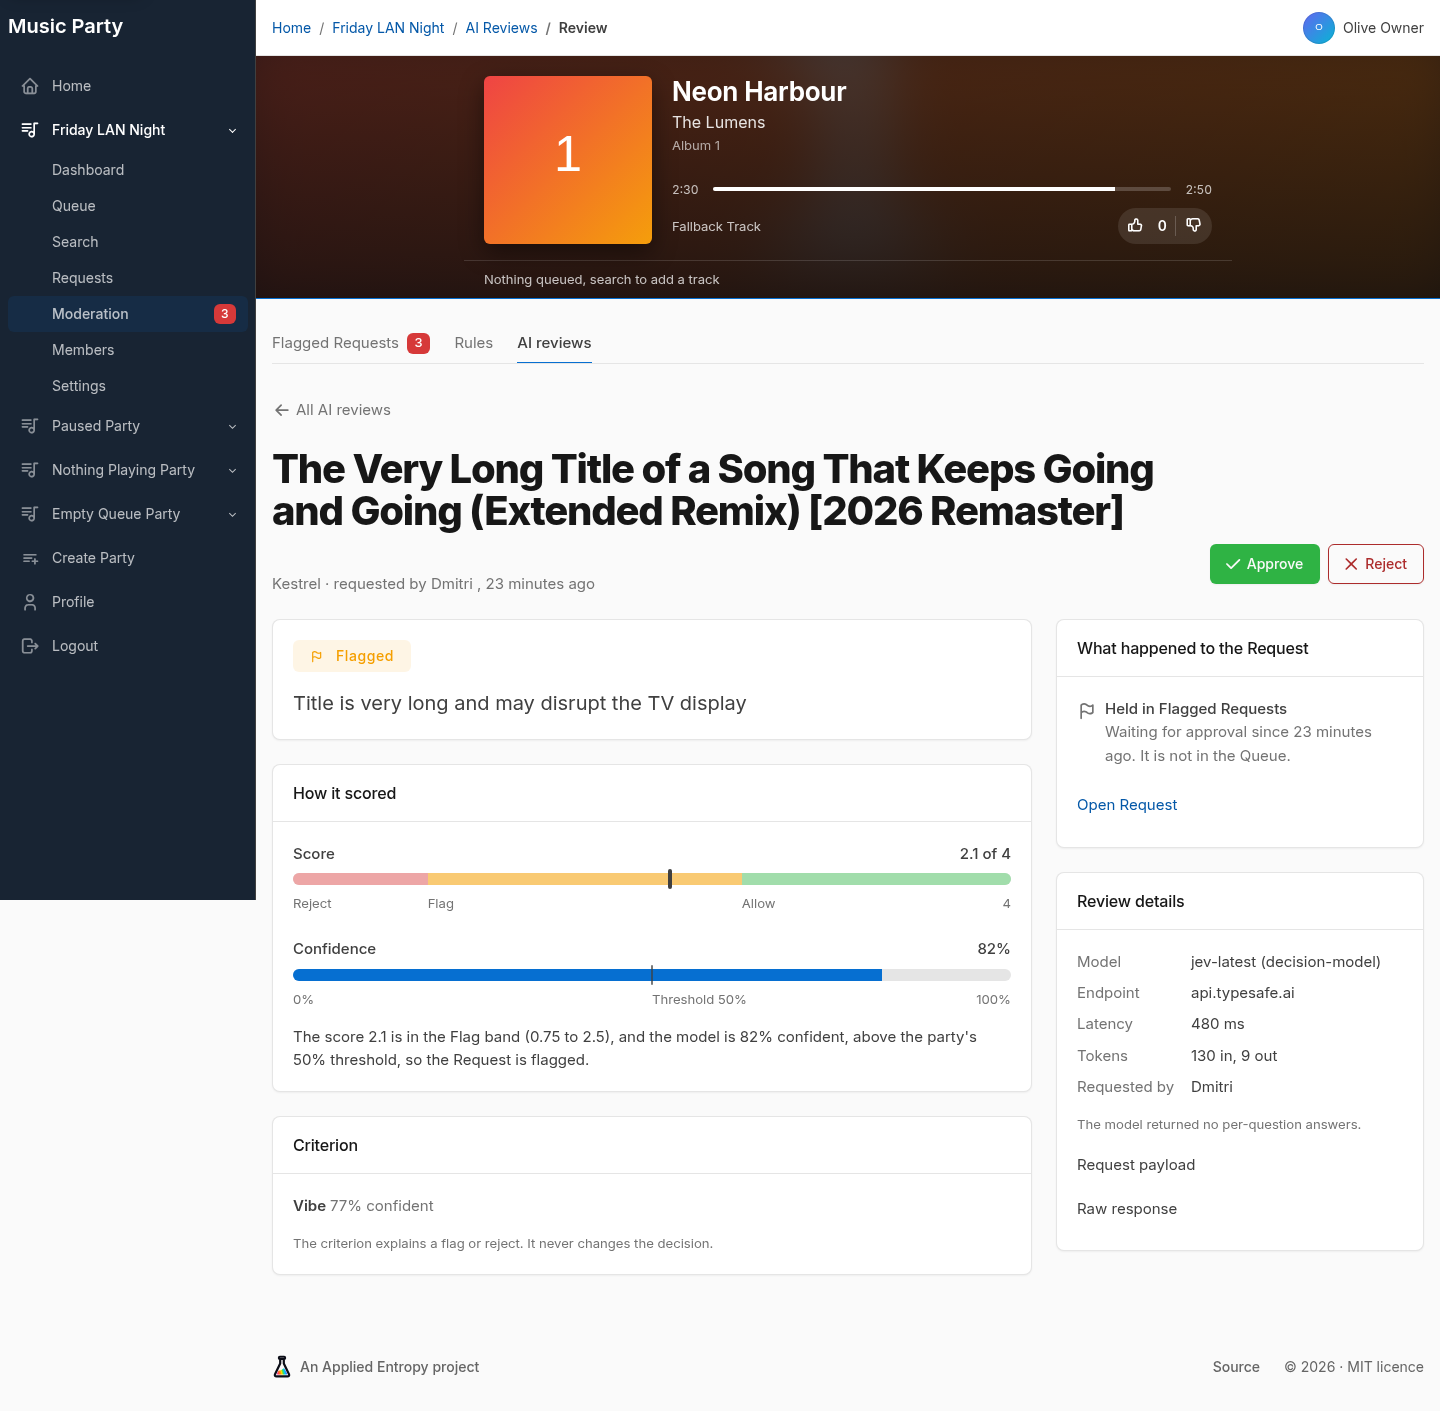 Music Party
Home
Friday LAN Night
Dashboard
Queue
Search
Requests
Moderation 3
Members
Settings
Paused Party
Nothing Playing Party
Empty Queue Party
Create Party
Profile
Logout
Home / Friday LAN Night / AI Reviews / Review
O Olive Owner
1
Neon Harbour
The Lumens
Album 1
2:30 2:50
Fallback Track 0
Nothing queued, search to add a track
Flagged Requests 3 Rules AI reviews
All AI reviews
The Very Long Title of a Song That Keeps Going
and Going (Extended Remix) [2026 Remaster]
Kestrel · requested by Dmitri , 23 minutes ago
Approve Reject
Flagged
Title is very long and may disrupt the TV display
How it scored
Score 2.1 of 4
Reject Flag Allow 4
Confidence 82%
0% Threshold 50% 100%
The score 2.1 is in the Flag band (0.75 to 2.5), and the model is 82% confident, above the party's
50% threshold, so the Request is flagged.
Criterion
Vibe 77% confident
The criterion explains a flag or reject. It never changes the decision.
What happened to the Request
Held in Flagged Requests
Waiting for approval since 23 minutes
ago. It is not in the Queue.
Open Request
Review details
Model jev-latest (decision-model)
Endpoint api.typesafe.ai
Latency 480 ms
Tokens 130 in, 9 out
Requested by Dmitri
The model returned no per-question answers.
Request payload
Raw response
An Applied Entropy project
Source © 2026 · MIT licence